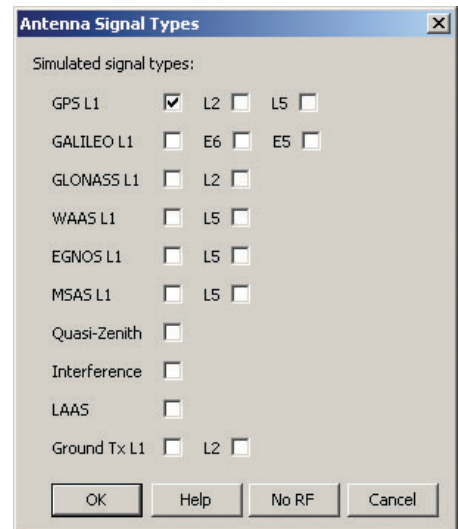 Antenna Signal Types
Simulated signal types:
GPS L1 L2 L5
GALILEO L1 E6 E5
GLONASS L1 L2
WAAS L1 L5
EGNOS L1 L5
MSAS L1 L5
Quasi-Zenith
Interference
LAAS
Ground Tx L1 L2
OK Help No RF Cancel